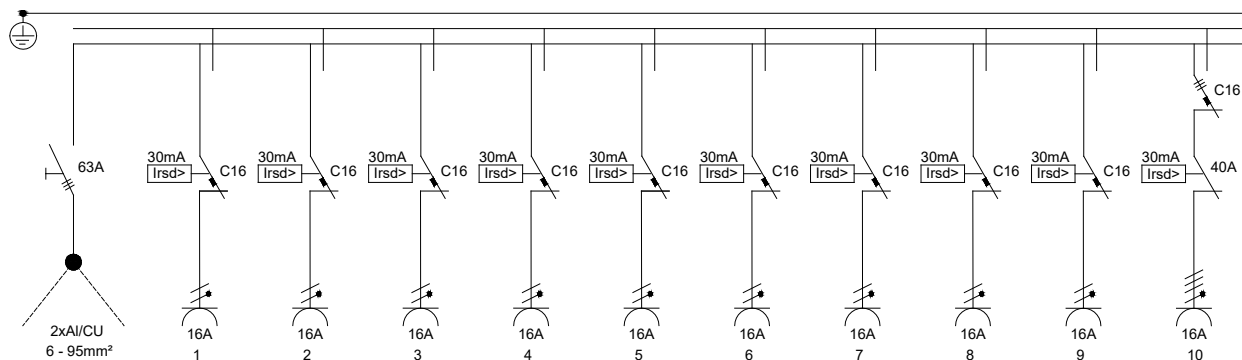 C16
30mA 30mA 30mA 30mA 30mA 30mA 30mA 30mA 30mA 30mA
63A Irsd> C16 Irsd> C16 Irsd> C16 Irsd> C16 Irsd> C16 Irsd> C16 Irsd> C16 Irsd> C16 Irsd> C16 Irsd> 40A
2xAl/CU 16A 16A 16A 16A 16A 16A 16A 16A 16A 16A
6 - 95mm² 1 2 3 4 5 6 7 8 9 10